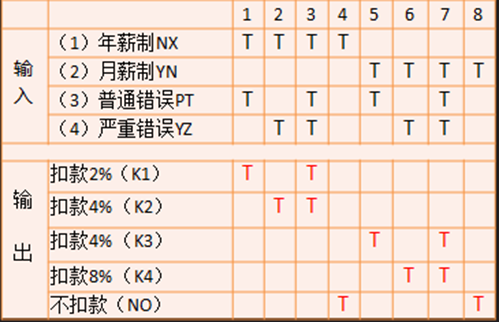 1 2 3 4 5 6 7 8
输入
（1）年薪制NX T T T T
（2）月薪制YN T T T T
（3）普通错误PT T T T T
（4）严重错误YZ T T T T
输出
扣款2%（K1） T T
扣款4%（K2） T T
扣款4%（K3） T T
扣款8%（K4） T T
不扣款（NO） T T